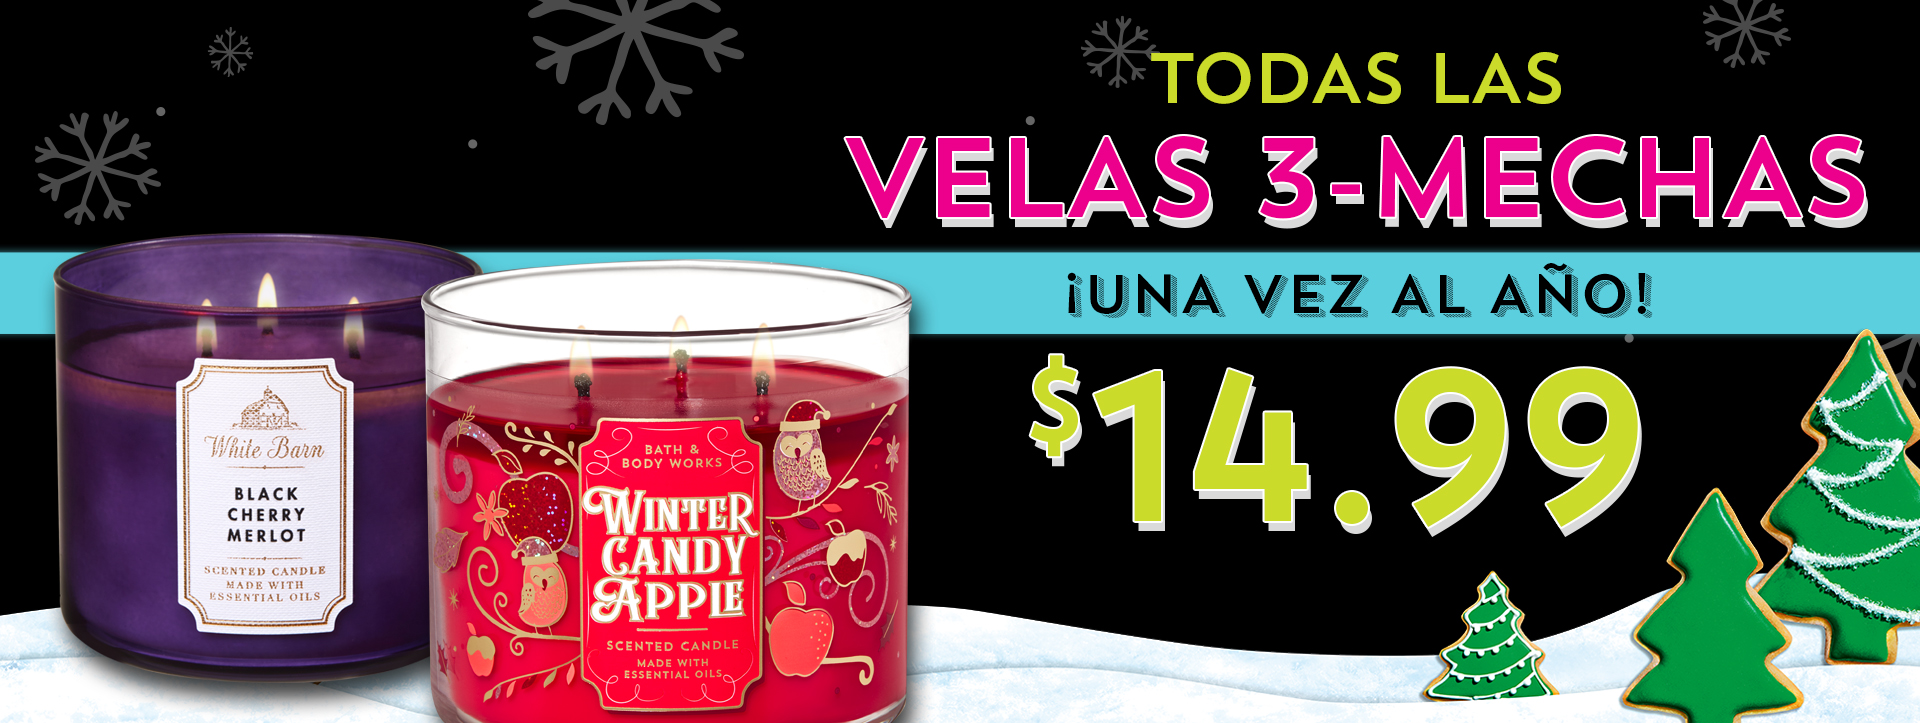 TODAS LAS
VELAS 3-MECHAS
¡UNA VEZ AL AÑO!
$14.99
White Barn
BLACK
CHERRY
MERLOT
SCENTED CANDLE
MADE WITH
ESSENTIAL OILS
BATH &
BODY WORKS
WINTER
CANDY
APPLE
SCENTED CANDLE
MADE WITH
ESSENTIAL OILS